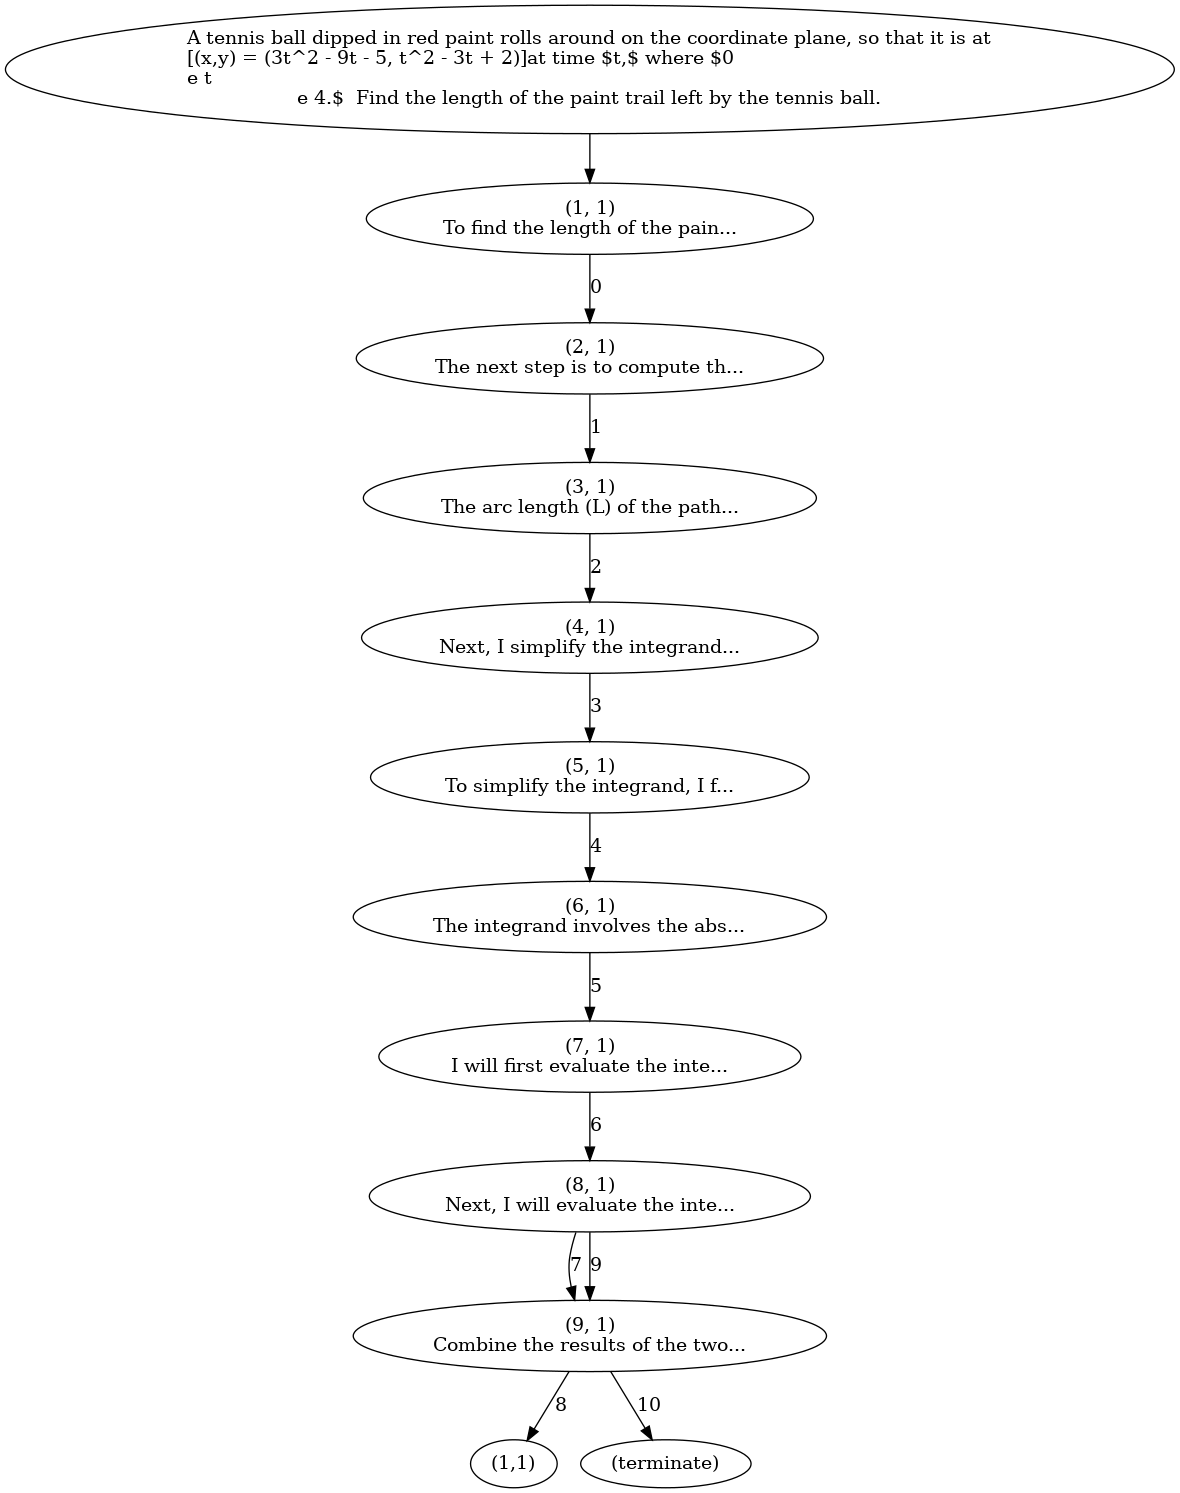 A tennis ball dipped in red paint rolls around on the coordinate plane, so that it is at
[(x,y) = (3t^2 - 9t - 5, t^2 - 3t + 2)]at time $t,$ where $0
e t
e 4.$  Find the length of the paint trail left by the tennis ball.
(1, 1)
To find the length of the pain...
0
(2, 1)
The next step is to compute th...
1
(3, 1)
The arc length (L) of the path...
2
(4, 1)
Next, I simplify the integrand...
3
(5, 1)
To simplify the integrand, I f...
4
(6, 1)
The integrand involves the abs...
5
(7, 1)
I will first evaluate the inte...
6
(8, 1)
Next, I will evaluate the inte...
7 9
(9, 1)
Combine the results of the two...
8 10
(1,1) (terminate)